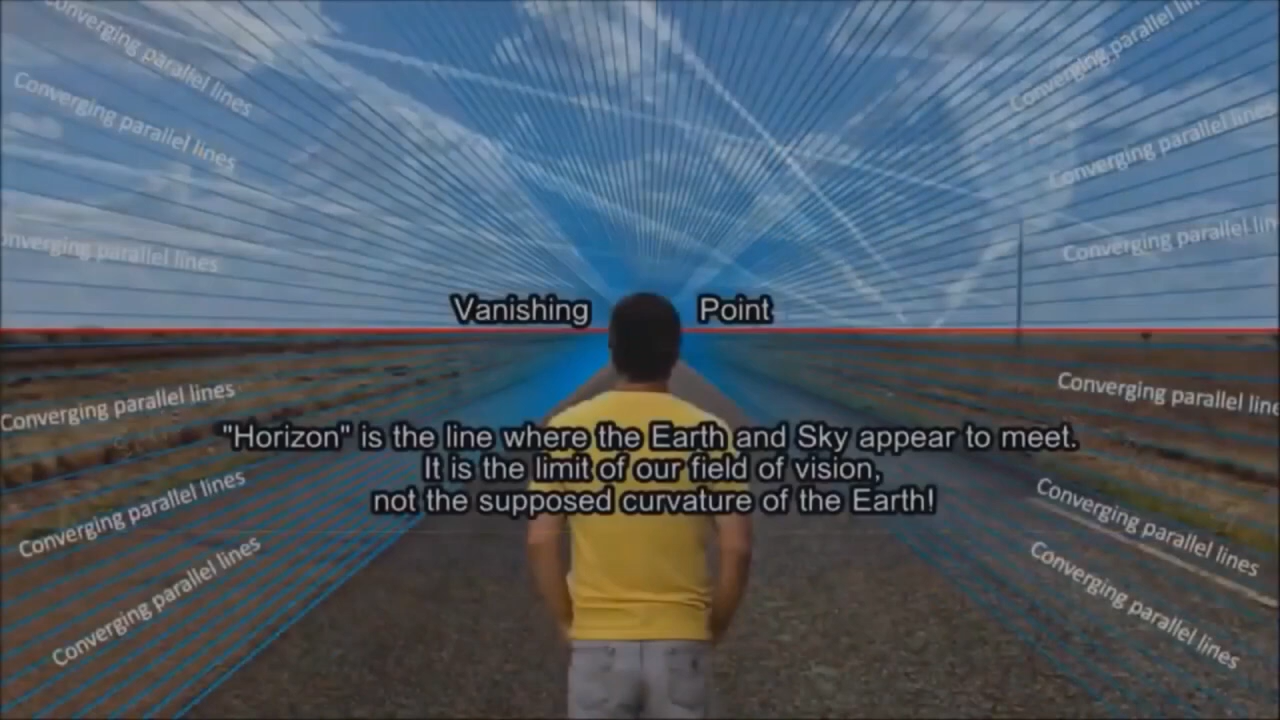 Converging parallel lines
Converging parallel lines
Converging parallel lines
Converging parallel lines
Converging parallel lines
Converging parallel lines
Vanishing Point
Converging parallel lines
Converging parallel lines
"Horizon" is the line where the Earth and Sky appear to meet.
It is the limit of our field of vision,
not the supposed curvature of the Earth!
Converging parallel lines
Converging parallel lines
Converging parallel lines
Converging parallel lines